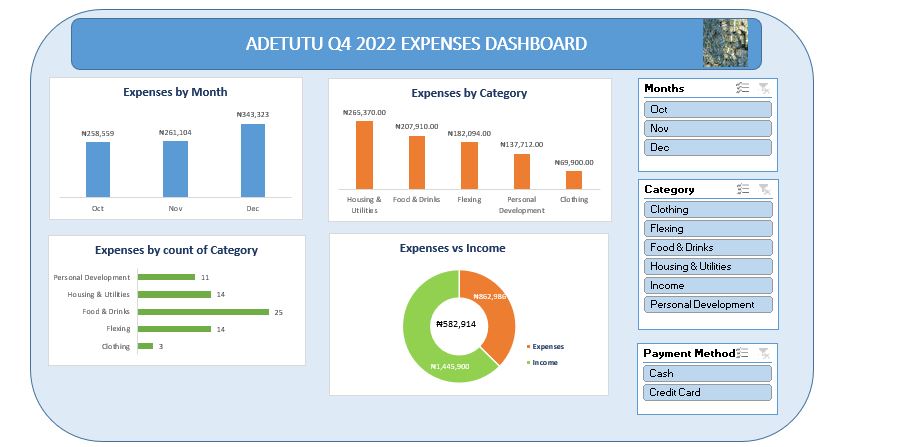 ADETUTU Q4 2022 EXPENSES DASHBOARD
Expenses by Month
₦343,323
₦258,559
₦261,104
Oct
Nov
Dec
Expenses by Category
₦265,370.00
₦207,910.00
₦182,094.00
₦137,712.00
₦69,900.00
Housing &
Utilities
Food & Drinks
Flexing
Personal
Development
Clothing
Months
Oct
Nov
Dec
Category
Clothing
Flexing
Food & Drinks
Housing & Utilities
Income
Personal Development
Expenses by count of Category
Personal Development 11
Housing & Utilities 14
Food & Drinks 25
Flexing 14
Clothing 3
Expenses vs Income
₦862,986
₦582,914
₦1,445,900
Expenses
Income
Payment Method
Cash
Credit Card